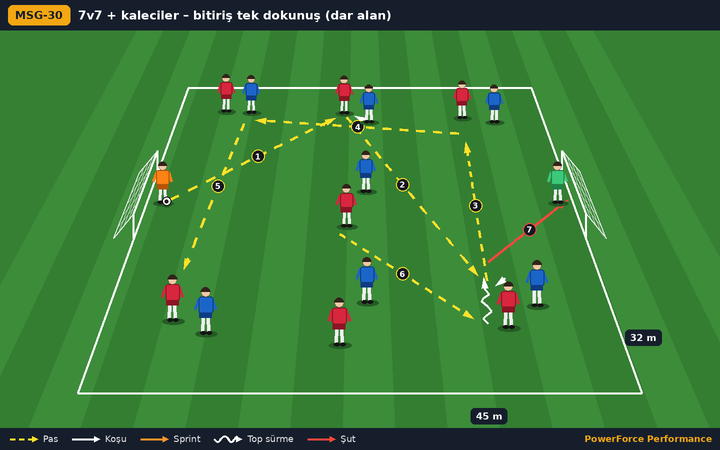 MSG-30 7v7 + kaleciler – bitiriş tek dokunuş (dar alan)
4
1
5
2
3
7
6
32 m
45 m
Pas Koşu Sprint Top sürme Şut PowerForce Performance